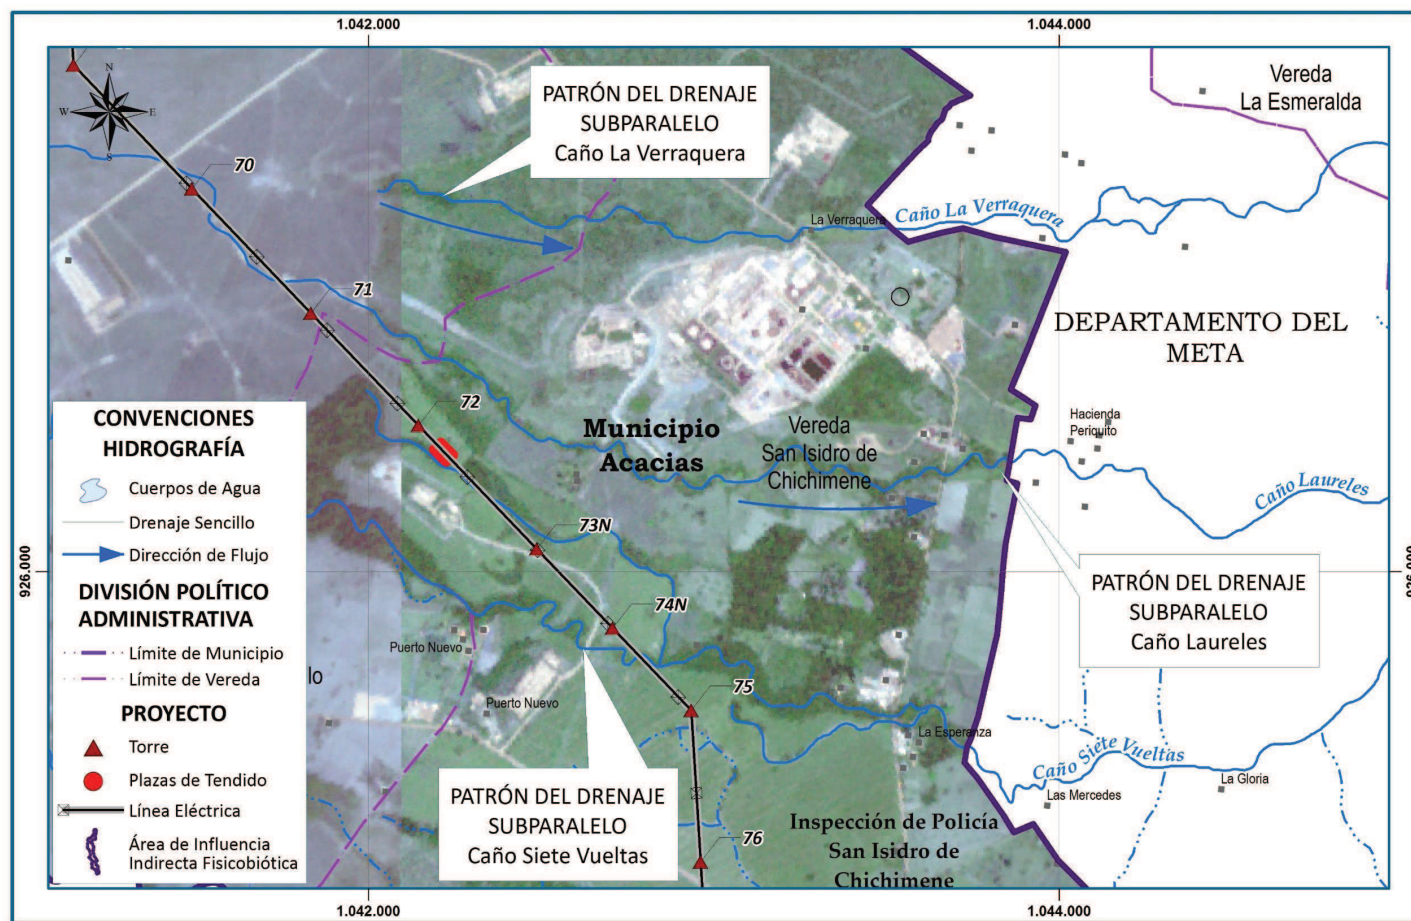 1.042.000
1.044.000
N
W
E
S
70
71
72
73N
74N
75
76
PATRÓN DEL DRENAJE
SUBPARALELO
Caño La Verraquera
Vereda
La Esmeralda
La Verraquera
Caño La Verraquera
DEPARTAMENTO DEL
META
Municipio
Acacias
Vereda
San Isidro de
Chichimene
Hacienda
Periquito
Caño Laureles
CONVENCIONES
HIDROGRAFÍA
Cuerpos de Agua
Drenaje Sencillo
Dirección de Flujo
DIVISIÓN POLÍTICO
ADMINISTRATIVA
Límite de Municipio
Límite de Vereda
PROYECTO
Torre
Plazas de Tendido
Línea Eléctrica
Área de Influencia
Indirecta Fisicobiótica
926.000
926.000
lo
Puerto Nuevo
Puerto Nuevo
PATRÓN DEL DRENAJE
SUBPARALELO
Caño Laureles
PATRÓN DEL DRENAJE
SUBPARALELO
Caño Siete Vueltas
La Esperanza
Caño Siete Vueltas
Las Mercedes
La Gloria
Inspección de Policía
San Isidro de
Chichimene
1.042.000
1.044.000